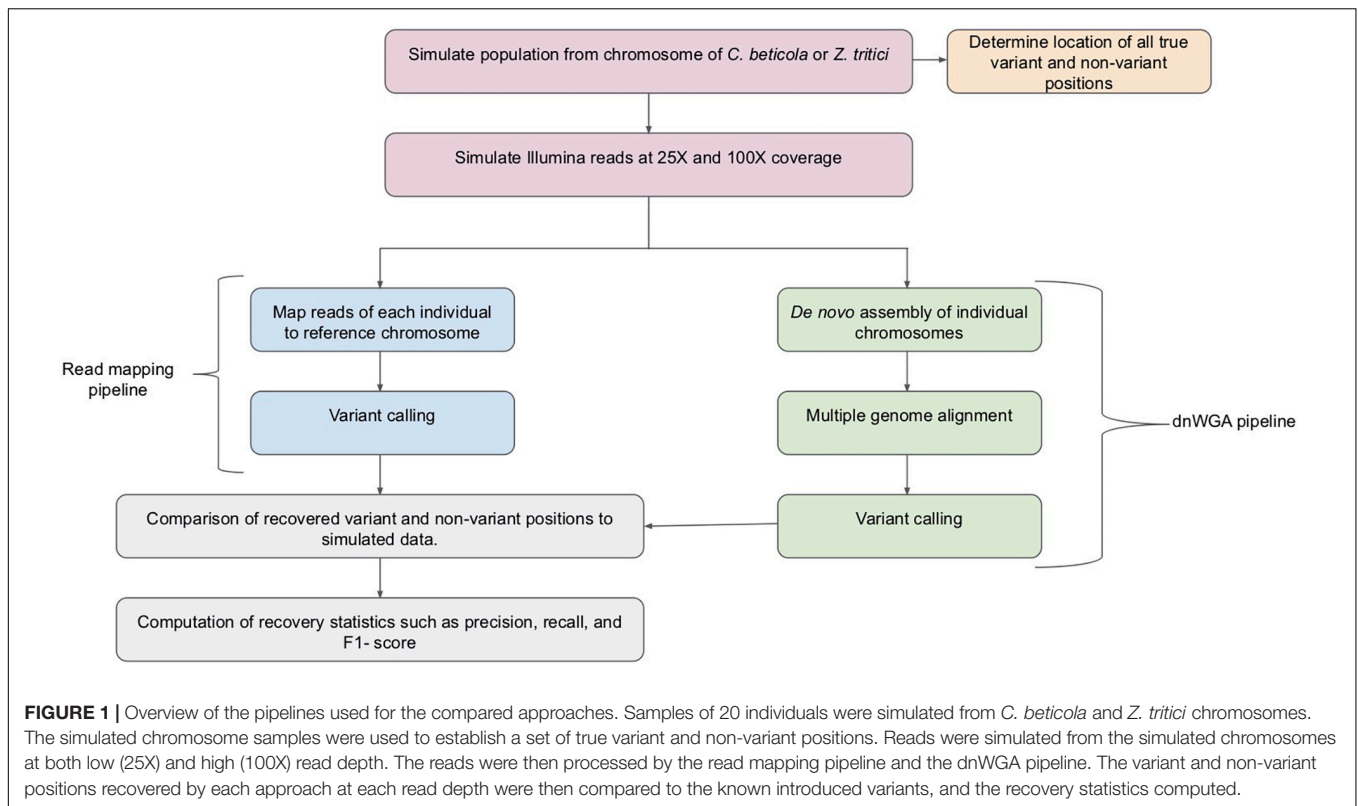 Simulate population from chromosome of C. beticola or Z. tritici
Determine location of all true
variant and non-variant
positions
Simulate Illumina reads at 25X and 100X coverage
Map reads of each individual
to reference chromosome
De novo assembly of individual
chromosomes
Read mapping
pipeline
Variant calling
Multiple genome alignment
dnWGA pipeline
Comparison of recovered variant and non-variant positions to
simulated data.
Variant calling
Computation of recovery statistics such as precision, recall, and
F1- score
FIGURE 1 | Overview of the pipelines used for the compared approaches. Samples of 20 individuals were simulated from C. beticola and Z. tritici chromosomes.
The simulated chromosome samples were used to establish a set of true variant and non-variant positions. Reads were simulated from the simulated chromosomes
at both low (25X) and high (100X) read depth. The reads were then processed by the read mapping pipeline and the dnWGA pipeline. The variant and non-variant
positions recovered by each approach at each read depth were then compared to the known introduced variants, and the recovery statistics computed.